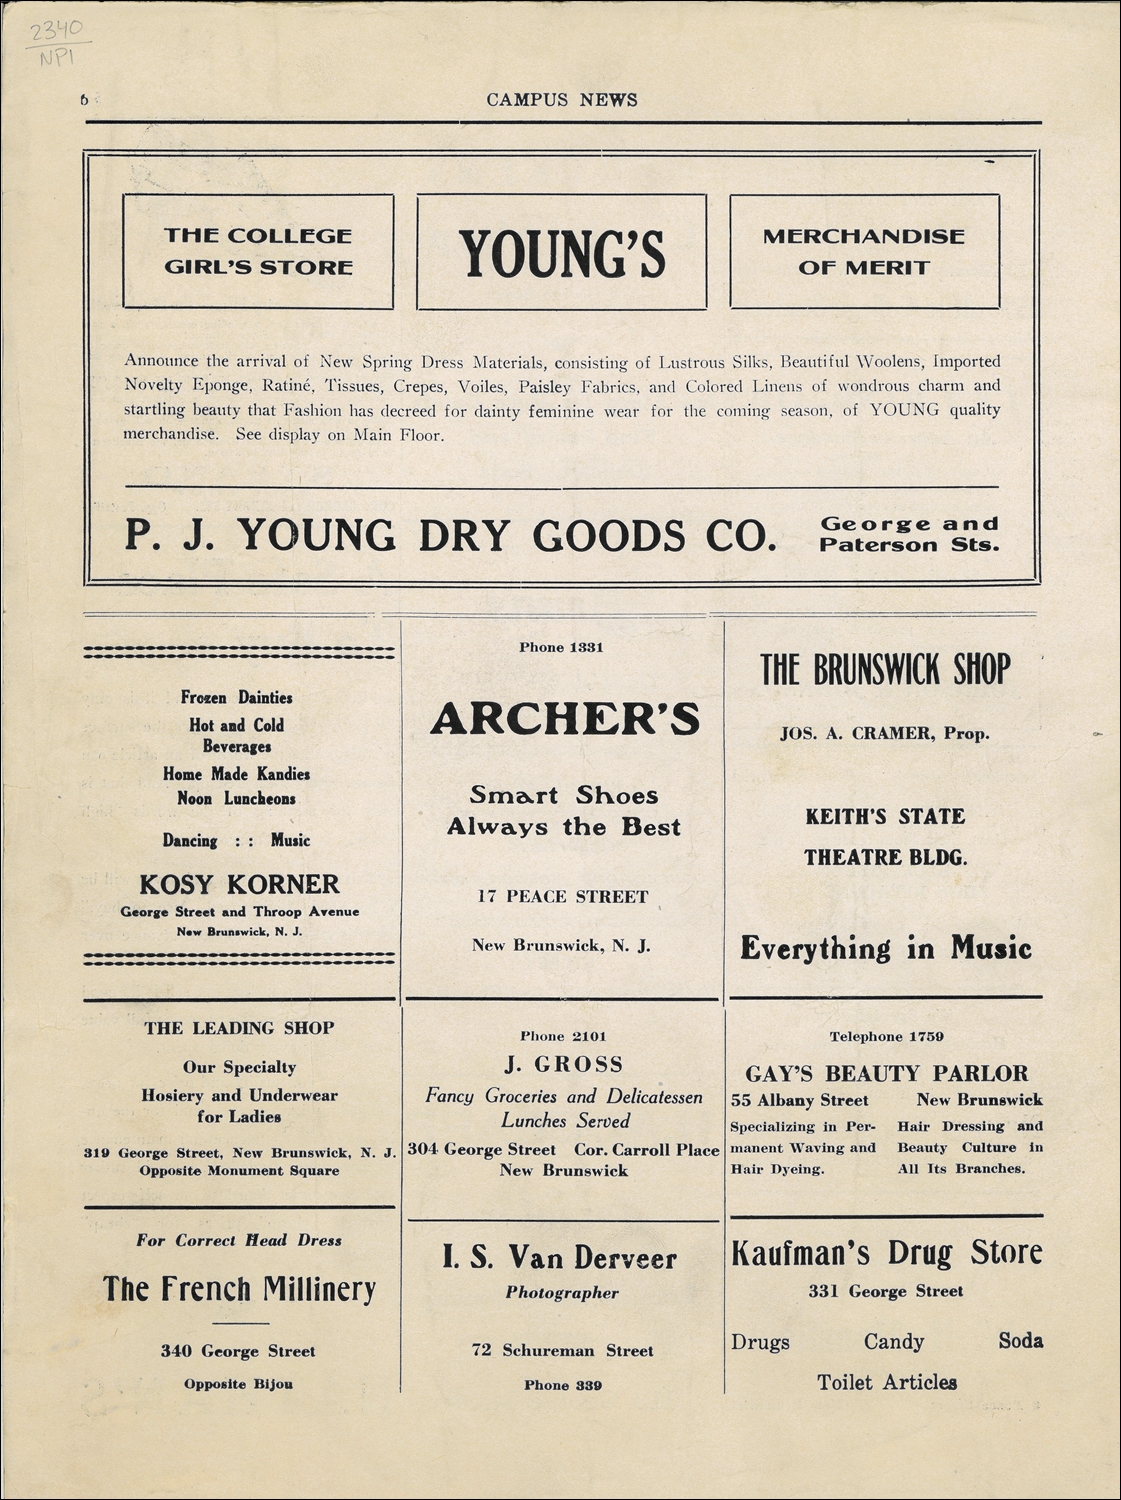 2340
NPI
6
CAMPUS NEWS
THE COLLEGE
GIRL'S STORE
YOUNG'S
MERCHANDISE
OF MERIT
Announce the arrival of New Spring Dress Materials, consisting of Lustrous Silks, Beautiful Woolens, Imported
Novelty Eponge, Ratiné, Tissues, Crepes, Voiles, Paisley Fabrics, and Colored Linens of wondrous charm and
startling beauty that Fashion has decreed for dainty feminine wear for the coming season, of YOUNG quality
merchandise. See display on Main Floor.
P. J. YOUNG DRY GOODS CO.
George and
Paterson Sts.
Frozen Dainties
Hot and Cold
Beverages
Home Made Kandies
Noon Luncheons
Dancing : : Music
KOSY KORNER
George Street and Throop Avenue
New Brunswick, N. J.
Phone 1331
ARCHER'S
Smart Shoes
Always the Best
17 PEACE STREET
New Brunswick, N. J.
THE BRUNSWICK SHOP
JOS. A. CRAMER, Prop.
KEITH'S STATE
THEATRE BLDG.
Everything in Music
THE LEADING SHOP
Our Specialty
Hosiery and Underwear
for Ladies
319 George Street, New Brunswick, N. J.
Opposite Monument Square
Phone 2101
J. GROSS
Fancy Groceries and Delicatessen
Lunches Served
304 George Street Cor. Carroll Place
New Brunswick
Telephone 1759
GAY'S BEAUTY PARLOR
55 Albany Street New Brunswick
Specializing in Per-
manent Waving and
Hair Dyeing.
Hair Dressing and
Beauty Culture in
All Its Branches.
For Correct Head Dress
The French Millinery
340 George Street
Opposite Bijou
I. S. Van Derveer
Photographer
72 Schureman Street
Phone 339
Kaufman's Drug Store
331 George Street
Drugs Candy Soda
Toilet Articles